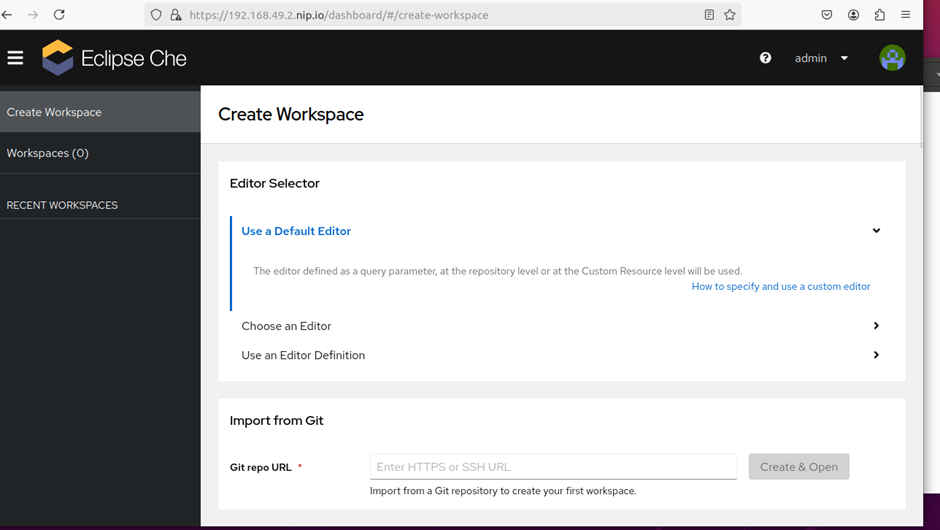 https://192.168.49.2.nip.io/dashboard/#/create-workspace
Eclipse Che
admin
Create Workspace
Workspaces (0)
RECENT WORKSPACES
Create Workspace
Editor Selector
Use a Default Editor
The editor defined as a query parameter, at the repository level or at the Custom Resource level will be used.
How to specify and use a custom editor
Choose an Editor
Use an Editor Definition
Import from Git
Git repo URL *
Enter HTTPS or SSH URL
Create & Open
Import from a Git repository to create your first workspace.